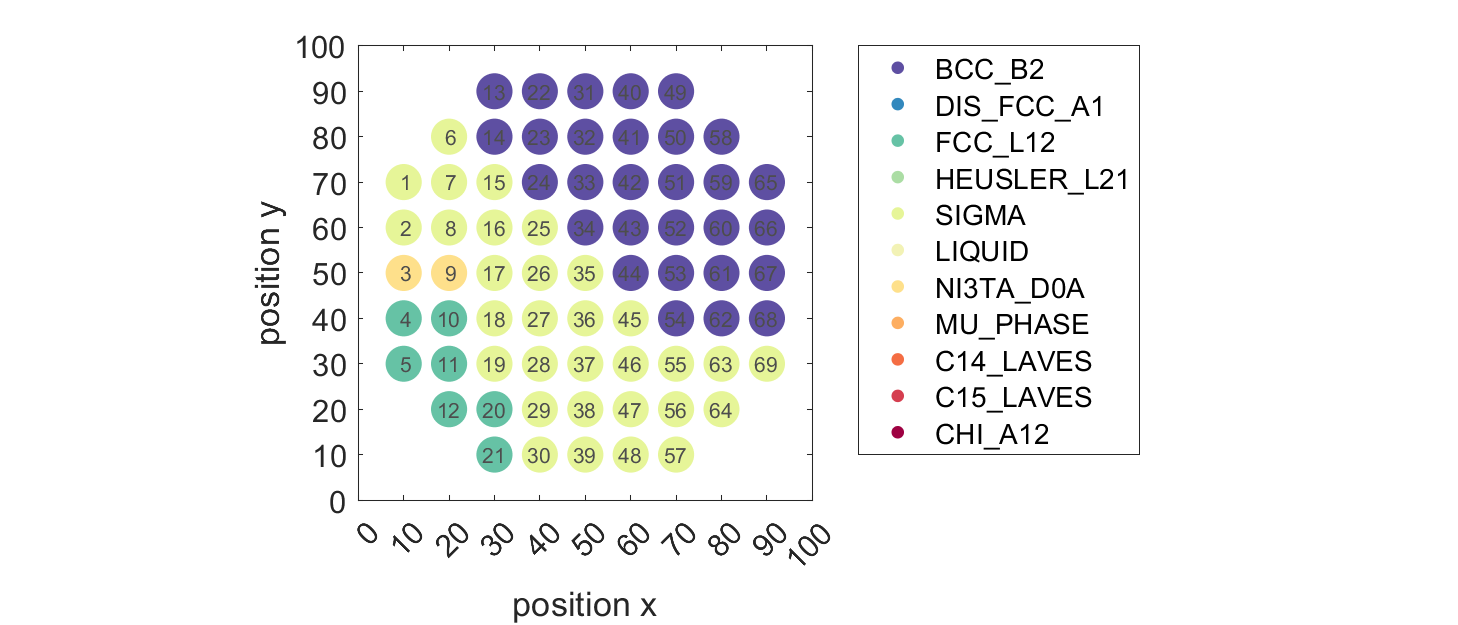 100
90
80
70
60
50
40
30
20
10
0
position y
13 22 31 40 49
6 14 23 32 41 50 58
1 7 15 24 33 42 51 59 65
2 8 16 25 34 43 52 60 66
3 9 17 26 35 44 53 61 67
4 10 18 27 36 45 54 62 68
5 11 19 28 37 46 55 63 69
12 20 29 38 47 56 64
21 30 39 48 57
0 10 20 30 40 50 60 70 80 90 100
position x
BCC_B2
DIS_FCC_A1
FCC_L12
HEUSLER_L21
SIGMA
LIQUID
NI3TA_D0A
MU_PHASE
C14_LAVES
C15_LAVES
CHI_A12